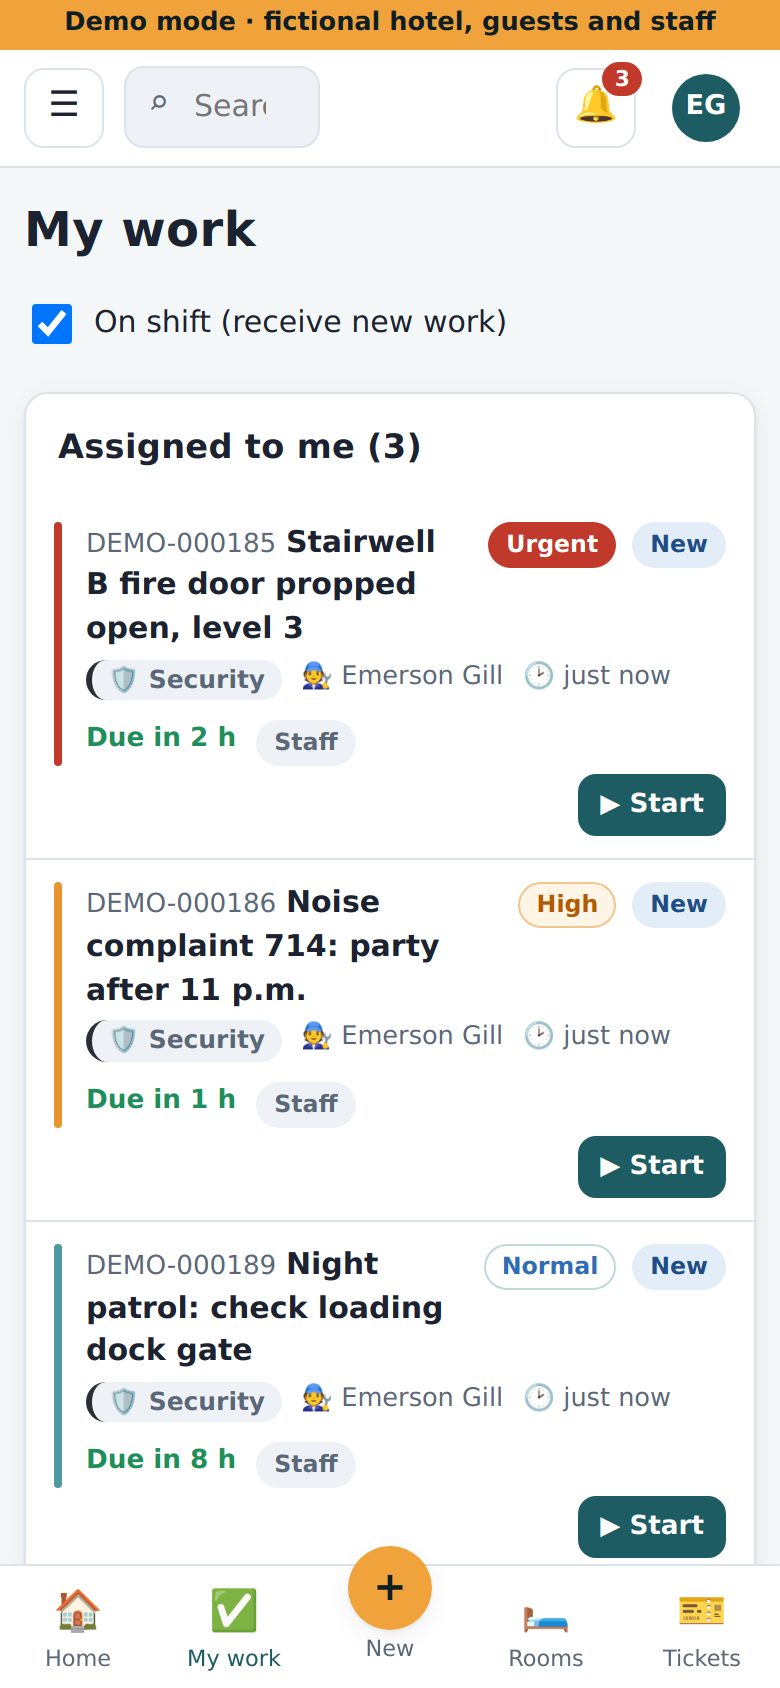 Demo mode · fictional hotel, guests and staff
3
EG
My work
On shift (receive new work)
Assigned to me (3)
DEMO-000185 Stairwell
B fire door propped
open, level 3
Urgent
New
Security
Emerson Gill
just now
Due in 2 h
Staff
▶ Start
DEMO-000186 Noise
complaint 714: party
after 11 p.m.
High
New
Security
Emerson Gill
just now
Due in 1 h
Staff
▶ Start
DEMO-000189 Night
patrol: check loading
dock gate
Normal
New
Security
Emerson Gill
just now
Due in 8 h
Staff
▶ Start
+
Home
My work
New
Rooms
Tickets